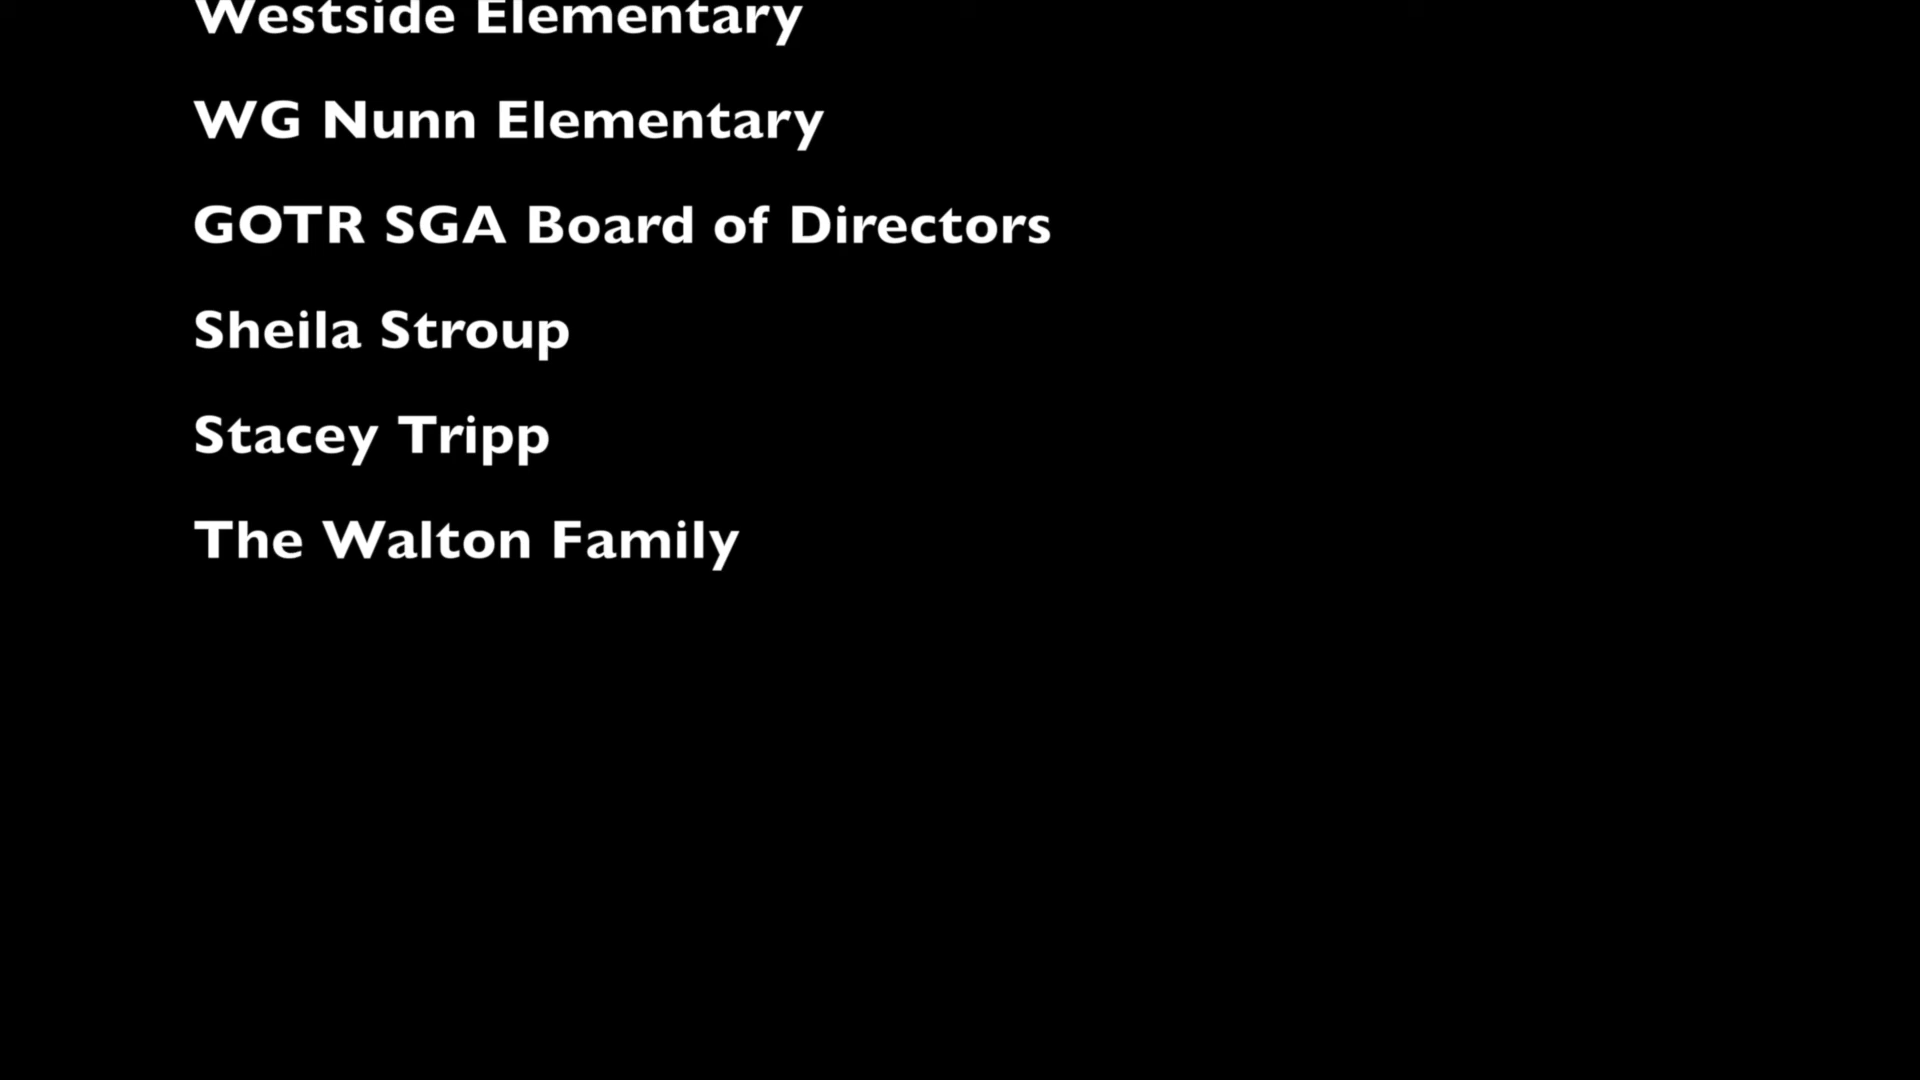 Westside Elementary
WG Nunn Elementary
GOTR SGA Board of Directors
Sheila Stroup
Stacey Tripp
The Walton Family